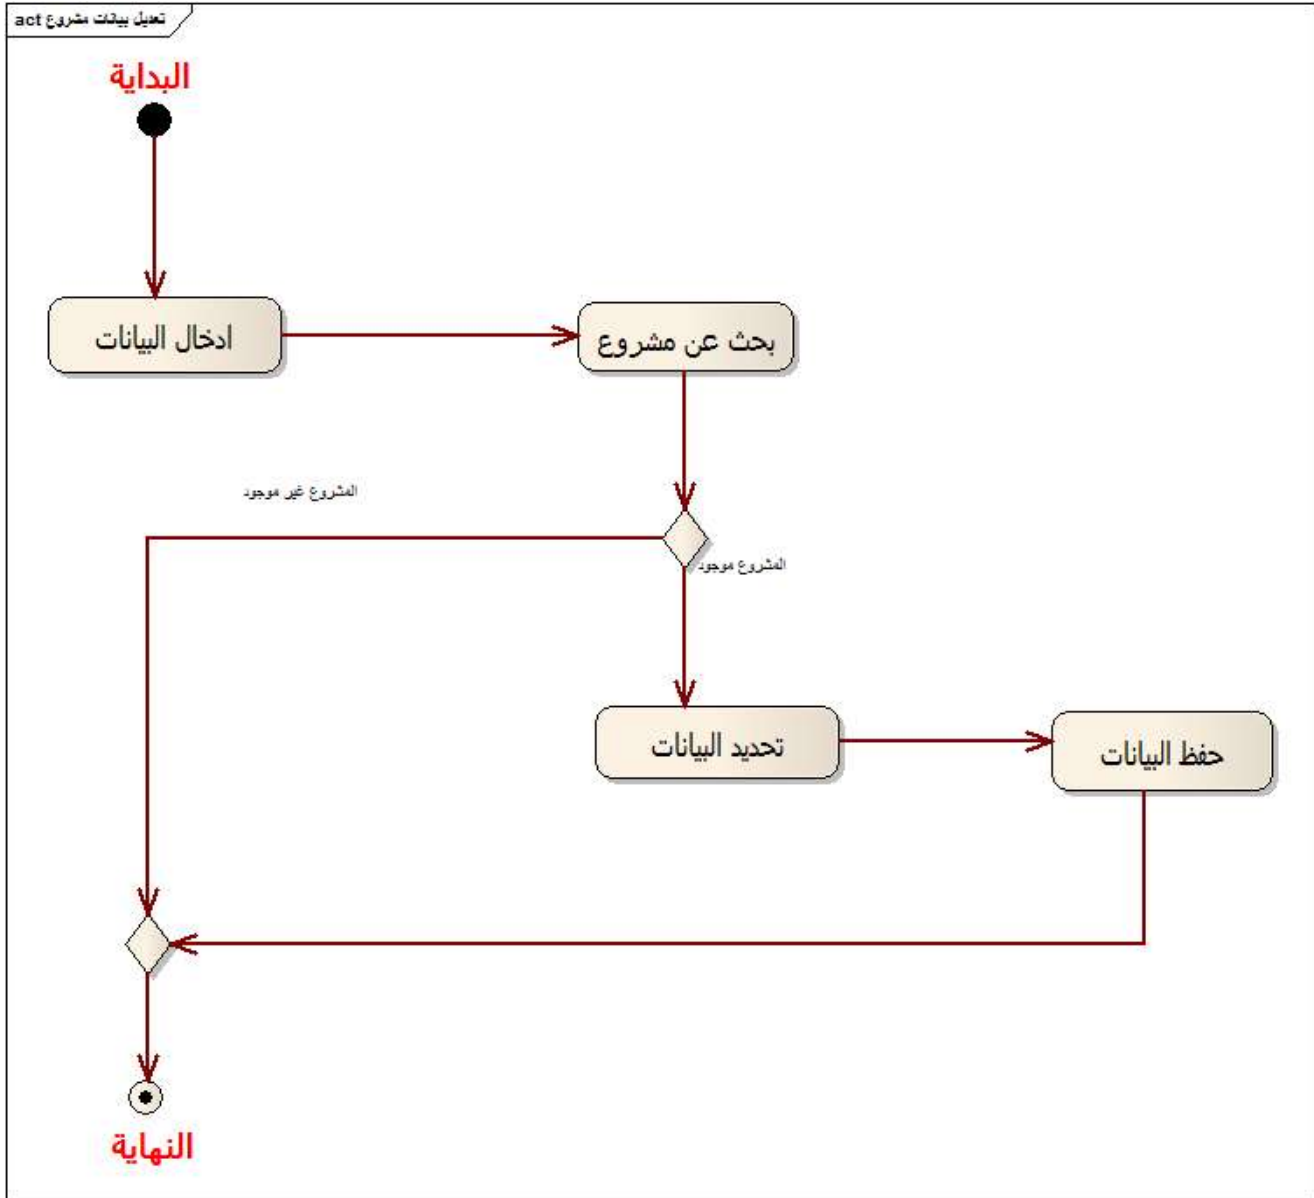 act تعديل بيانات مشروع
البداية
ادخال البيانات
بحث عن مشروع
المشروع غير موجود
المشروع موجود
تحديد البيانات
حفظ البيانات
النهاية